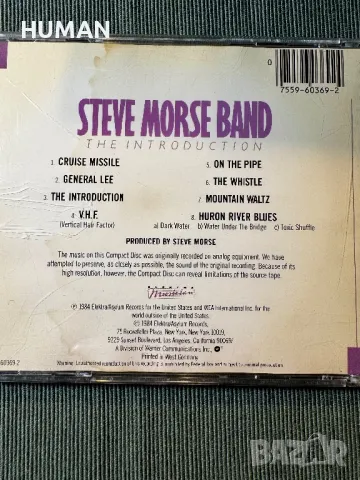 HUMAN
0
7559-60369-2
STEVE MORSE BAND
THE INTRODUCTION
1. CRUISE MISSILE
2. GENERAL LEE
3. THE INTRODUCTION
4. V.H.F.
(Vertical Hair Factor)
5. ON THE PIPE
6. THE WHISTLE
7. MOUNTAIN WALTZ
8. HURON RIVER BLUES
a) Dark Water b) Water Under The Bridge c) Toxic Shuffle
PRODUCED BY STEVE MORSE
The music on this Compact Disc was originally recorded on analog equipment. We have
attempted to preserve, as closely as possible, the sound of the original recording. Because of its
high resolution, however, the Compact Disc can reveal limitations of the source tape.
Musician
℗ 1984 Elektra/Asylum Records for the United States and WEA International Inc. for the
world outside of the United States.
© 1984 Elektra/Asylum Records,
75 Rockefeller Plaza, New York, New York 10019,
9229 Sunset Boulevard, Los Angeles, California 90069/
A Division of Warner Communications Inc.
Printed in West Germany
60369-2
bazar